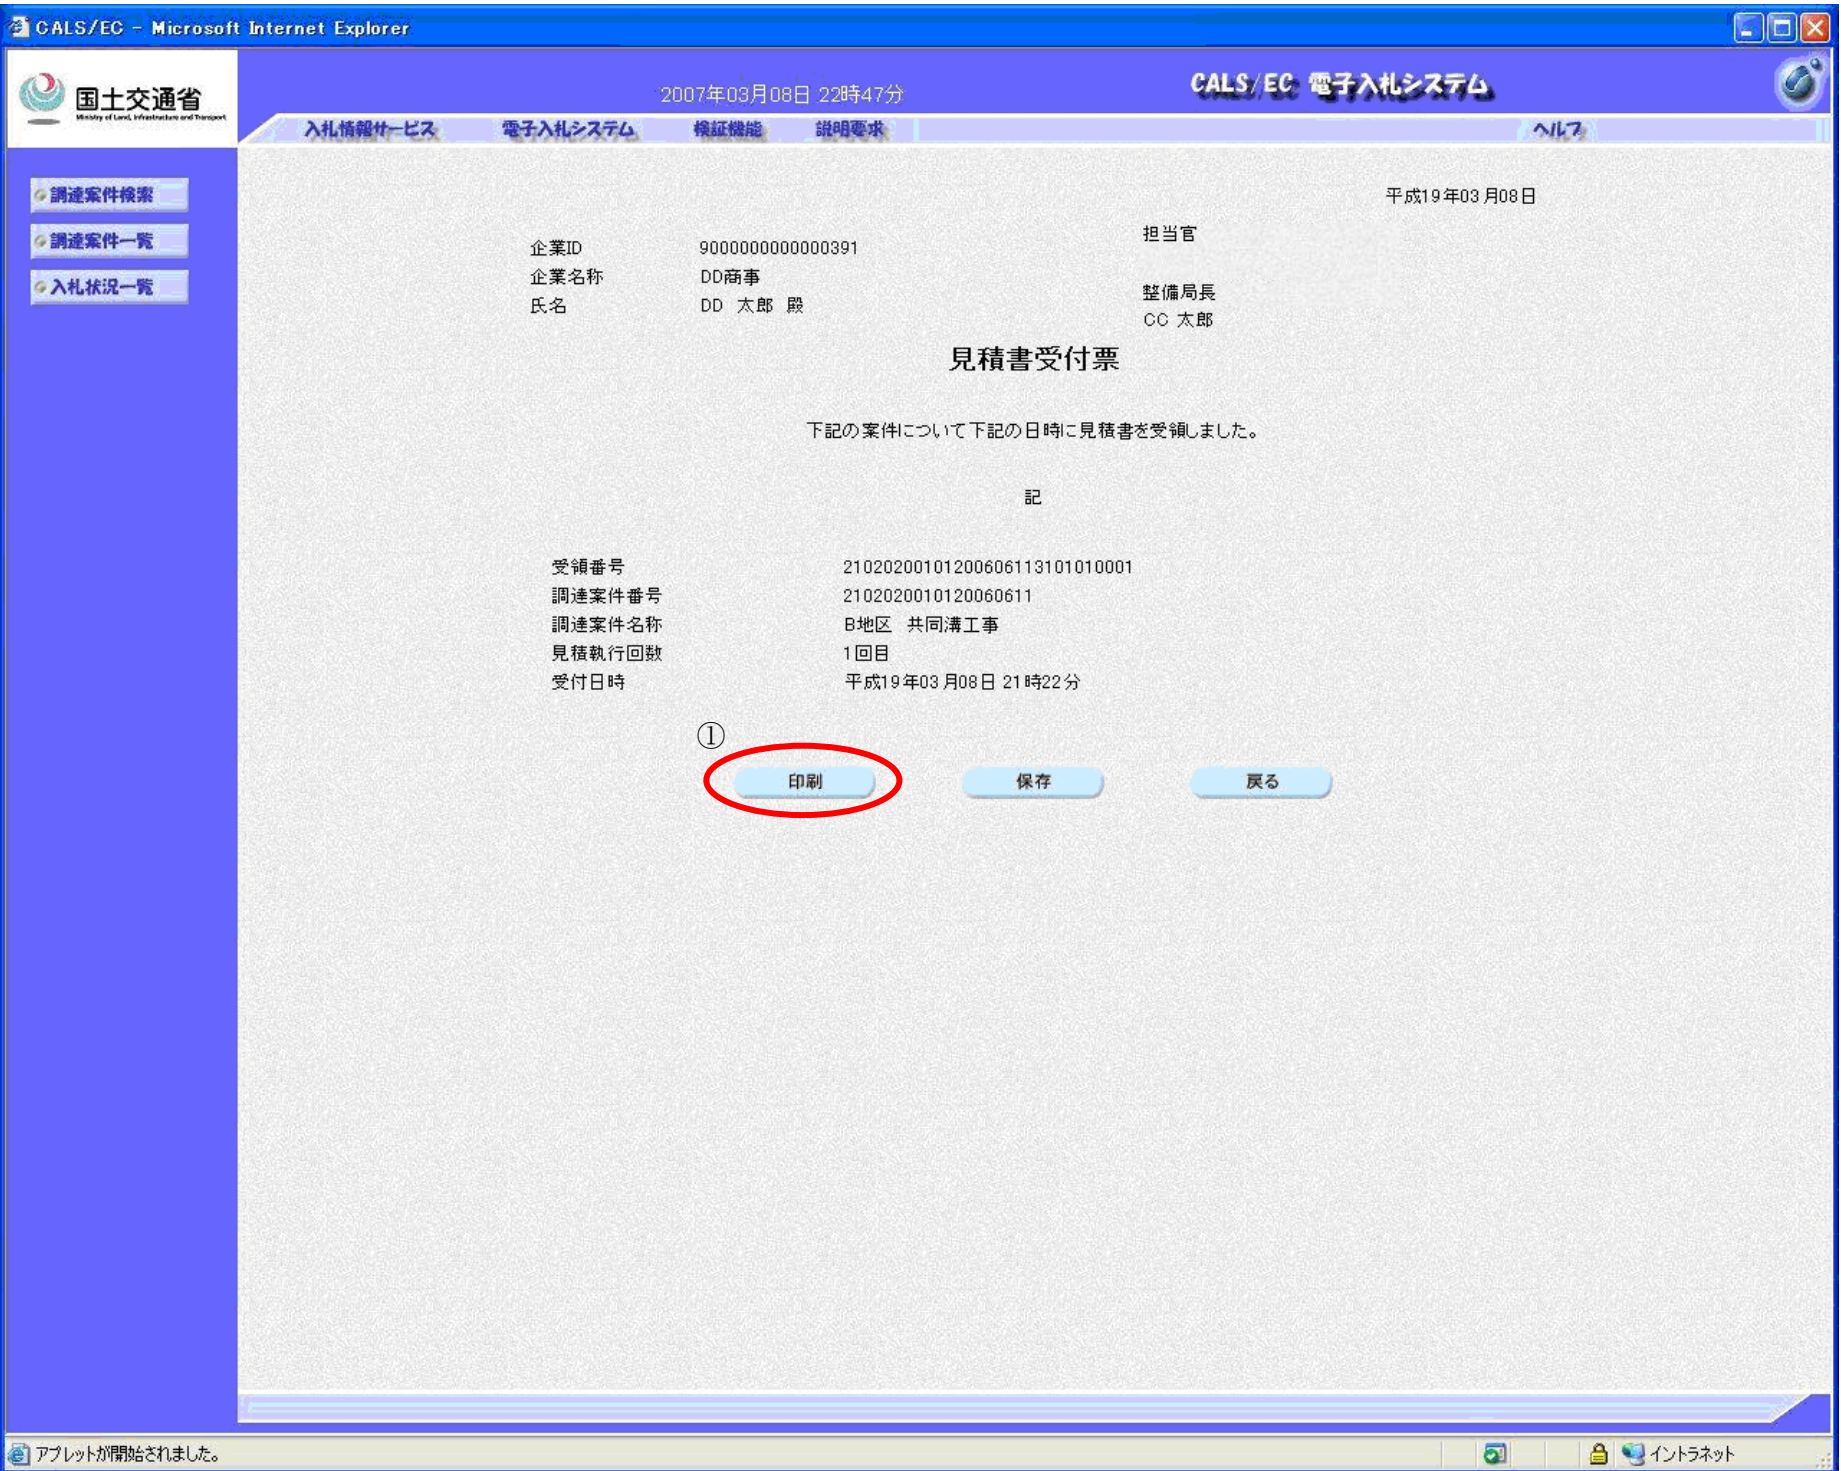 CALS/EC - Microsoft Internet Explorer
国土交通省
Ministry of Land, Infrastructure and Transport
2007年03月08日 22時47分
CALS/EC 電子入札システム
入札情報サービス 電子入札システム 検証機能 説明要求 ヘルプ
調達案件検索
調達案件一覧
入札状況一覧
平成19年03月08日
企業ID 9000000000000391
企業名称 DD商事
氏名 DD 太郎 殿
担当官
整備局長
CC 太郎
見積書受付票
下記の案件について下記の日時に見積書を受領しました。
記
受領番号 21020200101200606113101010001
調達案件番号 2102020010120060611
調達案件名称 B地区 共同溝工事
見積執行回数 1回目
受付日時 平成19年03月08日 21時22分
①
印刷 保存 戻る
アプレットが開始されました。 イントラネット